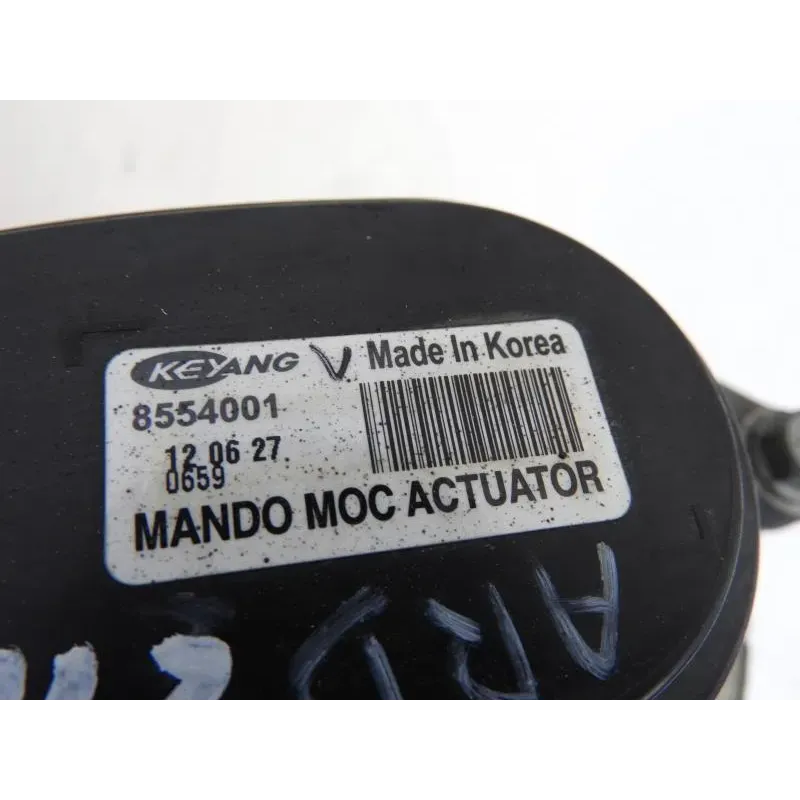 KEYANG V Made In Korea
8554001
12 06 27
0659
MANDO MOC ACTUATOR